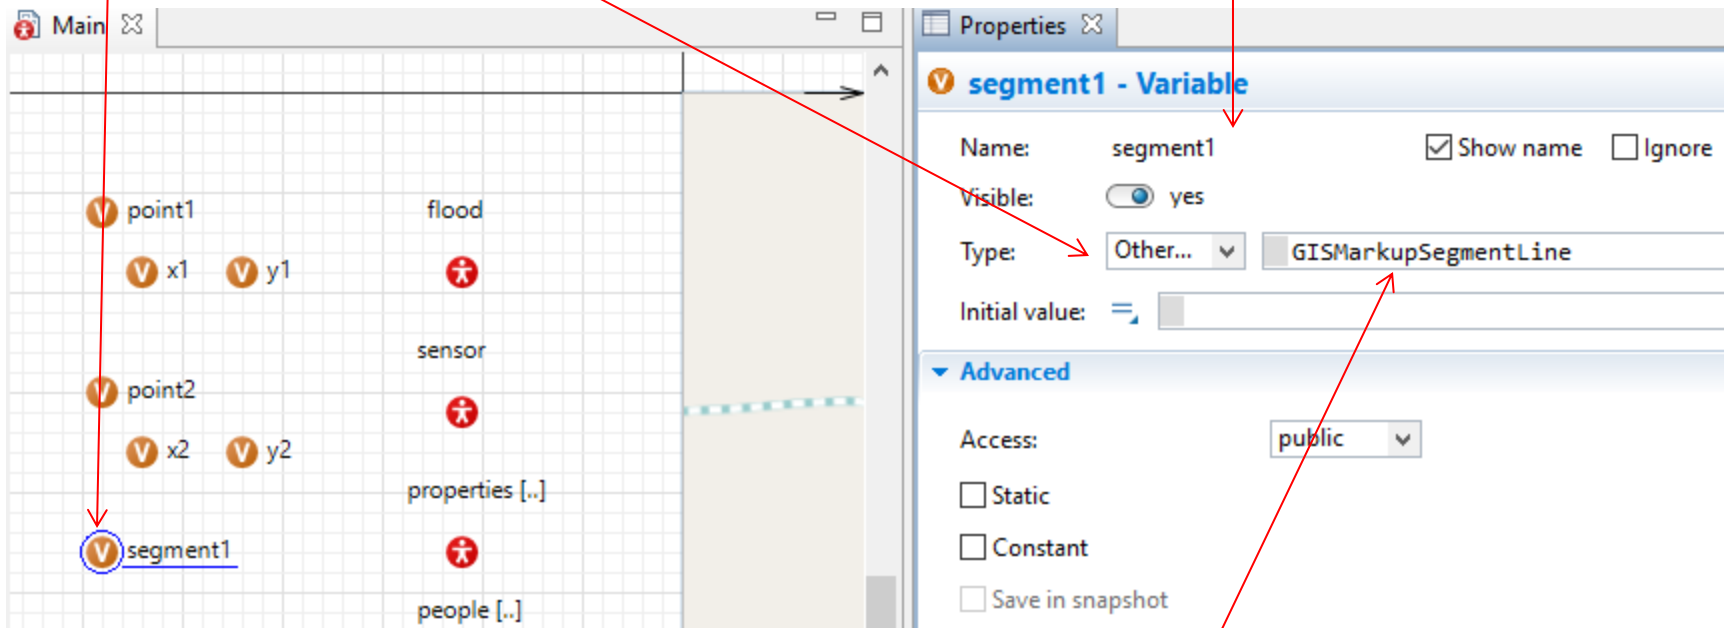 Main
point1
flood
x1
y1
sensor
point2
x2
y2
properties [..]
segment1
people [..]
Properties
segment1 - Variable
Name: segment1 Show name Ignore
Visible: yes
Type: Other... GISMarkupSegmentLine
Initial value:
Advanced
Access: public
Static
Constant
Save in snapshot